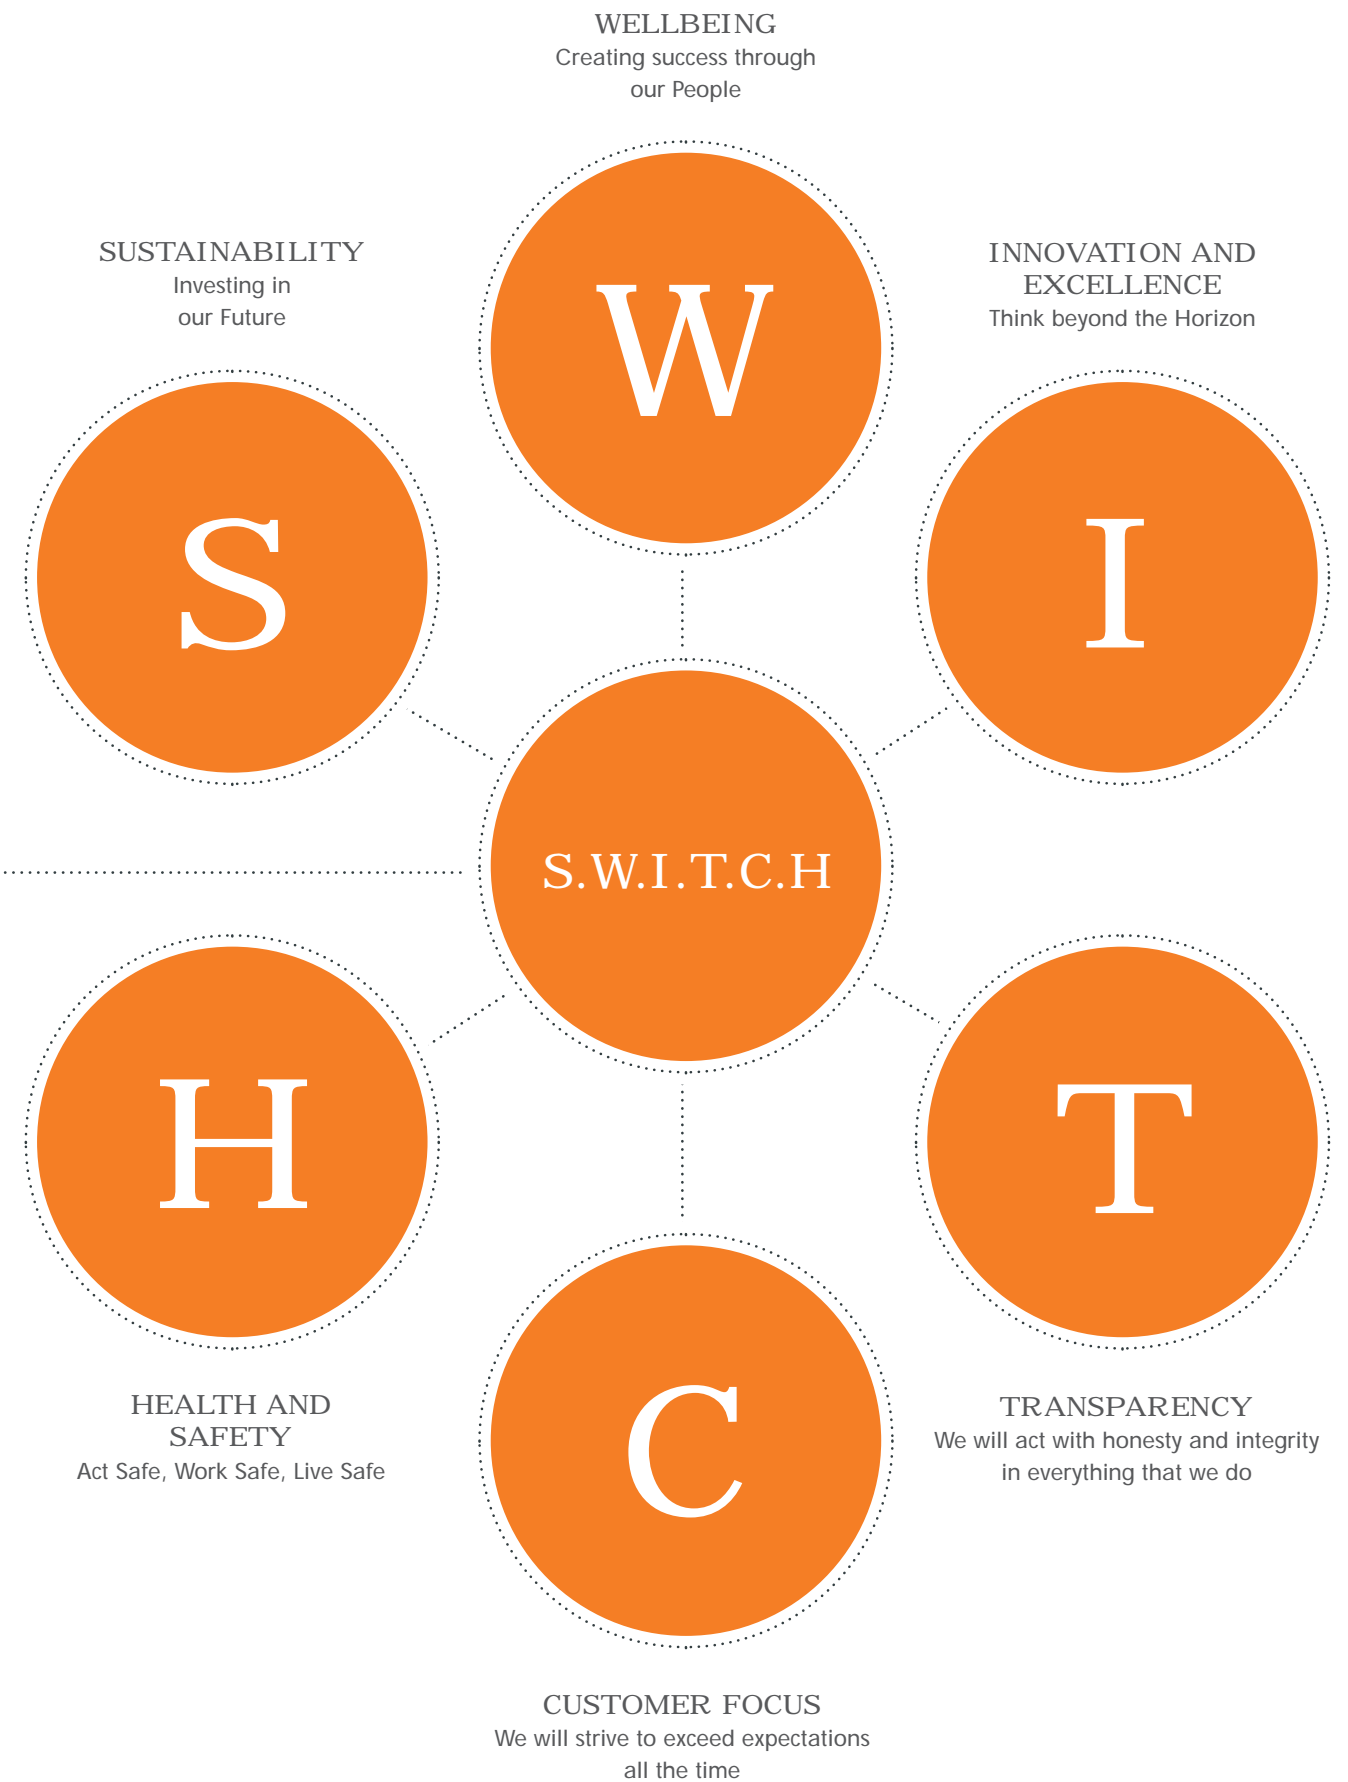 WELLBEING
Creating success through
our People
SUSTAINABILITY
Investing in
our Future
INNOVATION AND
EXCELLENCE
Think beyond the Horizon
W
S
I
S.W.I.T.C.H
H
T
HEALTH AND
SAFETY
Act Safe, Work Safe, Live Safe
C
TRANSPARENCY
We will act with honesty and integrity
in everything that we do
CUSTOMER FOCUS
We will strive to exceed expectations
all the time